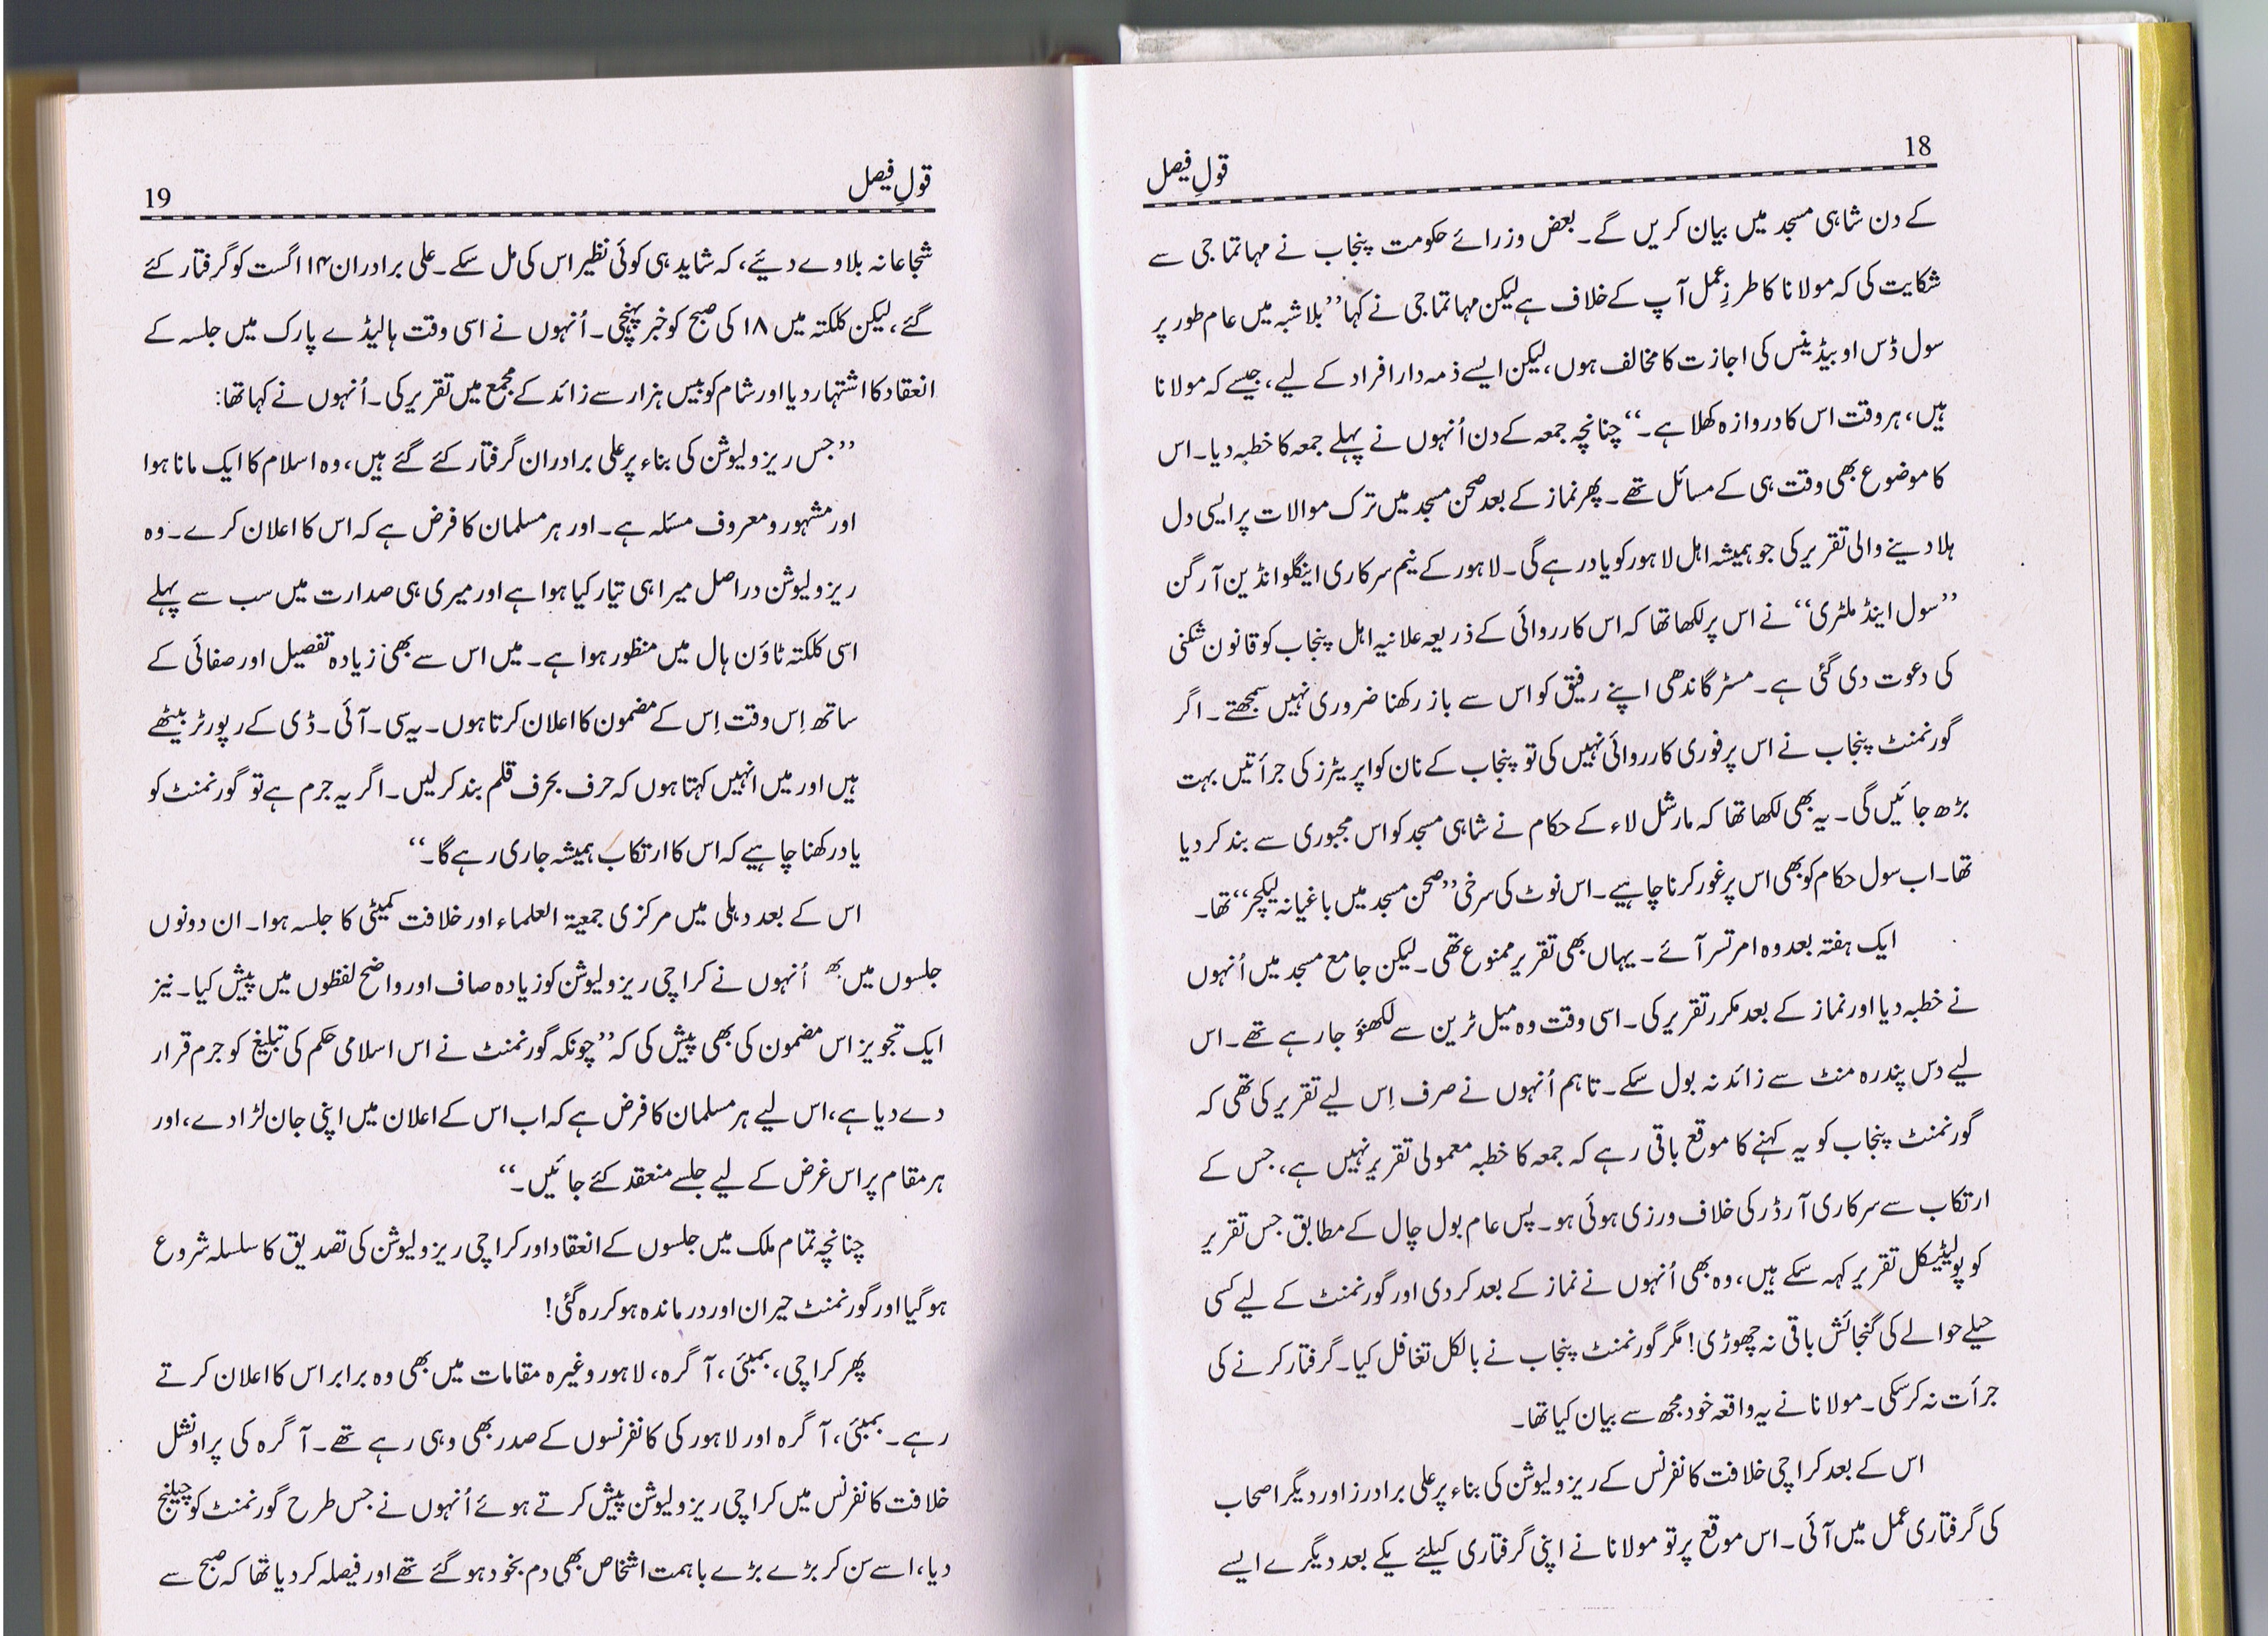 18
قولِ فیصل
کے دن شاہی مسجد میں بیان کریں گے۔ بعض وزرائے حکومت پنجاب نے مہاتما جی سے
شکایت کی کہ مولانا کا طرزِ عمل آپ کے خلاف ہے لیکن مہاتما جی نے کہا ’’بلاشبہ میں عام طور پر
سول ڈس اوبیڈینس کی اجازت کا مخالف ہوں، لیکن ایسے ذمہ دار افراد کے لیے، جیسے کہ مولانا
ہیں، ہر وقت اس کا دروازہ کھلا ہے۔‘‘ چنانچہ جمعہ کے دن اُنہوں نے پہلے جمعہ کا خطبہ دیا۔ اس
کا موضوع بھی وقت ہی کے مسائل تھے۔ پھر نماز کے بعد صحن مسجد میں ترک موالات پر ایسی دل
ہلا دینے والی تقریر کی جو ہمیشہ اہل لاہور کو یاد رہے گی۔ لاہور کے نیم سرکاری اینگلو انڈین آرگن
’’سول اینڈ ملٹری‘‘ نے اس پر لکھا تھا کہ اس کارروائی کے ذریعہ علانیہ اہل پنجاب کو قانون شکنی
کی دعوت دی گئی ہے۔ مسٹر گاندھی اپنے رفیق کو اس سے باز رکھنا ضروری نہیں سمجھتے۔ اگر
گورنمنٹ پنجاب نے اس پر فوری کارروائی نہیں کی تو پنجاب کے نان کواپریٹرز کی جرأتیں بہت
بڑھ جائیں گی۔ یہ بھی لکھا تھا کہ مارشل لاء کے حکام نے شاہی مسجد کو اس مجبوری سے بند کر دیا
تھا۔ اب سول حکام کو بھی اس پر غور کرنا چاہیے۔ اس نوٹ کی سرخی ’’صحن مسجد میں باغیانہ لیکچر‘‘ تھا۔
ایک ہفتہ بعد وہ امرتسر آئے۔ یہاں بھی تقریر ممنوع تھی۔ لیکن جامع مسجد میں اُنہوں
نے خطبہ دیا اور نماز کے بعد مکرر تقریر کی۔ اسی وقت وہ میل ٹرین سے لکھنؤ جا رہے تھے۔ اس
لیے دس پندرہ منٹ سے زائد نہ بول سکے۔ تاہم اُنہوں نے صرف اِس لیے تقریر کی تھی کہ
گورنمنٹ پنجاب کو یہ کہنے کا موقع باقی رہے کہ جمعہ کا خطبہ معمولی تقریر نہیں ہے، جس کے
ارتکاب سے سرکاری آرڈر کی خلاف ورزی ہوئی ہو۔ پس عام بول چال کے مطابق جس تقریر
کو پولیٹیکل تقریر کہہ سکے ہیں، وہ بھی اُنہوں نے نماز کے بعد کر دی اور گورنمنٹ کے لیے کسی
حیلے حوالے کی گنجائش باقی نہ چھوڑی! مگر گورنمنٹ پنجاب نے بالکل تغافل کیا۔ گرفتار کرنے کی
جرأت نہ کر سکی۔ مولانا نے یہ واقعہ خود مجھ سے بیان کیا تھا۔
اس کے بعد کراچی خلافت کانفرنس کے ریزولیوشن کی بناء پر علی برادرز اور دیگر اصحاب
کی گرفتاری عمل میں آئی۔ اس موقع پر تو مولانا نے اپنی گرفتاری کیلئے یکے بعد دیگرے ایسے
قولِ فیصل
19
شجاعانہ بلاوے دئیے، کہ شاید ہی کوئی نظیر اس کی مل سکے۔ علی برادران ۱۴ اگست کو گرفتار کئے
گئے، لیکن کلکتہ میں ۱۸ کی صبح کو خبر پہنچی۔ اُنہوں نے اسی وقت ہالیڈے پارک میں جلسہ کے
انعقاد کا اشتہار دیا اور شام کو بیس ہزار سے زائد کے مجمع میں تقریر کی۔ اُنہوں نے کہا تھا:
’’جس ریزولیوشن کی بناء پر علی برادران گرفتار کئے گئے ہیں، وہ اسلام کا ایک مانا ہوا
اور مشہور و معروف مسئلہ ہے۔ اور ہر مسلمان کا فرض ہے کہ اس کا اعلان کرے۔ وہ
ریزولیوشن دراصل میرا ہی تیار کیا ہوا ہے اور میری ہی صدارت میں سب سے پہلے
اسی کلکتہ ٹاؤن ہال میں منظور ہوا ہے۔ میں اس سے بھی زیادہ تفصیل اور صفائی کے
ساتھ اِس وقت اِس کے مضمون کا اعلان کرتا ہوں۔ یہ سی۔ آئی۔ ڈی کے رپورٹر بیٹھے
ہیں اور میں انہیں کہتا ہوں کہ حرف بحرف قلم بند کر لیں۔ اگر یہ جرم ہے تو گورنمنٹ کو
یاد رکھنا چاہیے کہ اس کا ارتکاب ہمیشہ جاری رہے گا۔‘‘
اس کے بعد دہلی میں مرکزی جمعیۃ العلماء اور خلافت کمیٹی کا جلسہ ہوا۔ ان دونوں
جلسوں میں بھ اُنہوں نے کراچی ریزولیوشن کو زیادہ صاف اور واضح لفظوں میں پیش کیا۔ نیز
ایک تجویز اس مضمون کی بھی پیش کی کہ ’’چونکہ گورنمنٹ نے اس اسلامی حکم کی تبلیغ کو جرم قرار
دے دیا ہے، اس لیے ہر مسلمان کا فرض ہے کہ اب اس کے اعلان میں اپنی جان لڑا دے، اور
ہر مقام پر اس غرض کے لیے جلسے منعقد کئے جائیں۔‘‘
چنانچہ تمام ملک میں جلسوں کے انعقاد اور کراچی ریزولیوشن کی تصدیق کا سلسلہ شروع
ہو گیا اور گورنمنٹ حیران اور درماندہ ہو کر رہ گئی!
پھر کراچی، بمبئی، آگرہ، لاہور وغیرہ مقامات میں بھی وہ برابر اس کا اعلان کرتے
رہے۔ بمبئی، آگرہ اور لاہور کی کانفرنسوں کے صدر بھی وہی رہے تھے۔ آگرہ کی پراونشل
خلافت کانفرنس میں کراچی ریزولیوشن پیش کرتے ہوئے اُنہوں نے جس طرح گورنمنٹ کو چیلنج
دیا، اسے سن کر بڑے بڑے باہمت اشخاص بھی دم بخود ہو گئے تھے اور فیصلہ کر دیا تھا کہ صبح سے